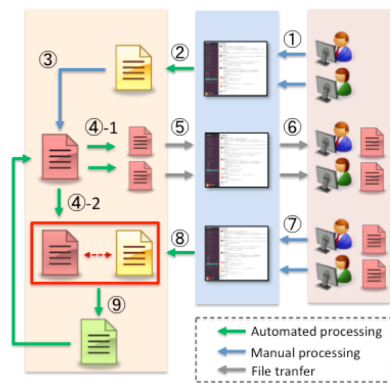 ③ ② ①
④-1 ⑤ ⑥
④-2
⑧ ⑦
⑨
Automated processing
Manual processing
File tranfer